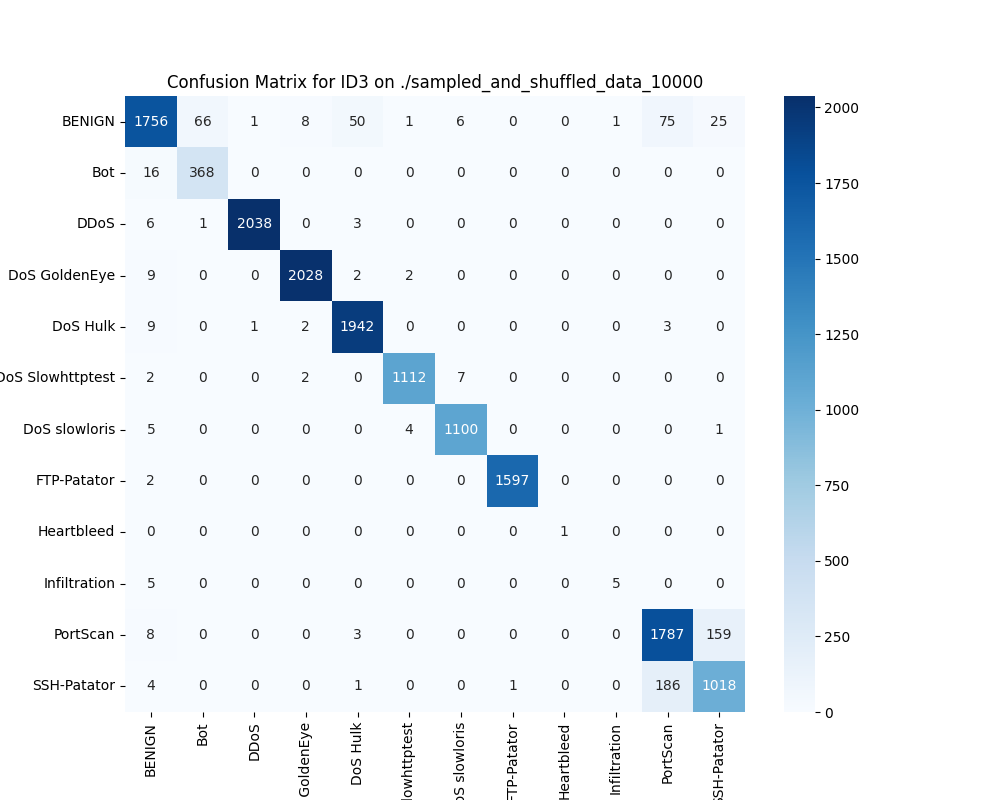 Confusion Matrix for ID3 on ./sampled_and_shuffled_data_10000
BENIGN 1756 66 1 8 50 1 6 0 0 1 75 25
Bot 16 368 0 0 0 0 0 0 0 0 0 0
DDoS 6 1 2038 0 3 0 0 0 0 0 0 0
DoS GoldenEye 9 0 0 2028 2 2 0 0 0 0 0 0
DoS Hulk 9 0 1 2 1942 0 0 0 0 0 3 0
DoS Slowhttptest 2 0 0 2 0 1112 7 0 0 0 0 0
DoS slowloris 5 0 0 0 0 4 1100 0 0 0 0 1
FTP-Patator 2 0 0 0 0 0 0 1597 0 0 0 0
Heartbleed 0 0 0 0 0 0 0 0 1 0 0 0
Infiltration 5 0 0 0 0 0 0 0 0 5 0 0
PortScan 8 0 0 0 3 0 0 0 0 0 1787 159
SSH-Patator 4 0 0 0 1 0 0 1 0 0 186 1018
BENIGN
Bot
DDoS
GoldenEye
DoS Hulk
lowhttptest
oS slowloris
FTP-Patator
Heartbleed
Infiltration
PortScan
SSH-Patator
2000
1750
1500
1250
1000
750
500
250
0